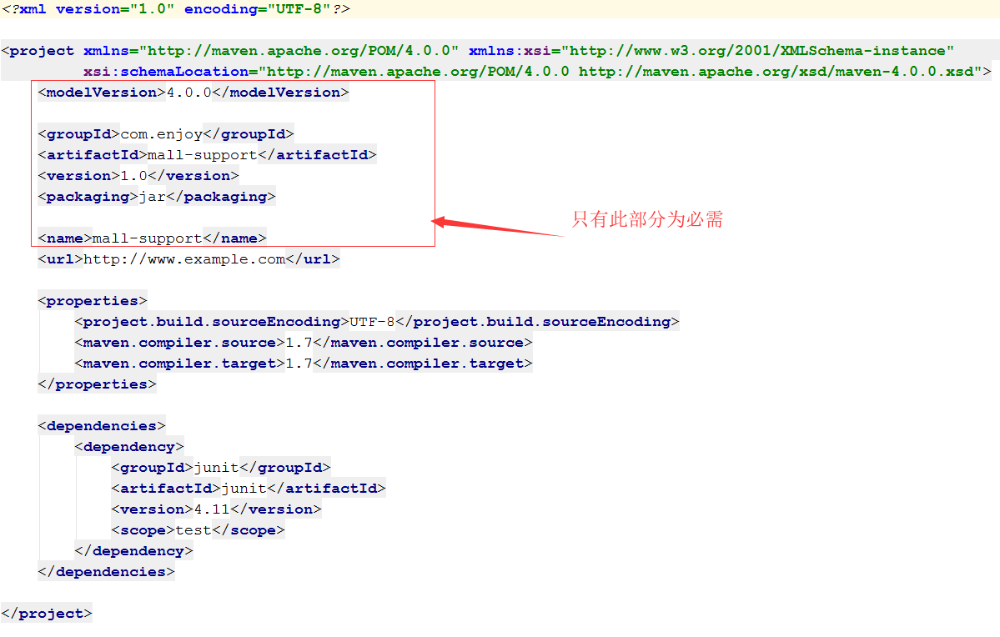 <?xml version="1.0" encoding="UTF-8"?>
<project xmlns="http://maven.apache.org/POM/4.0.0" xmlns:xsi="http://www.w3.org/2001/XMLSchema-instance"
xsi:schemaLocation="http://maven.apache.org/POM/4.0.0 http://maven.apache.org/xsd/maven-4.0.0.xsd">
<modelVersion>4.0.0</modelVersion>
<groupId>com.enjoy</groupId>
<artifactId>mall-support</artifactId>
<version>1.0</version>
<packaging>jar</packaging>
只有此部分为必需
<name>mall-support</name>
<url>http://www.example.com</url>
<properties>
<project.build.sourceEncoding>UTF-8</project.build.sourceEncoding>
<maven.compiler.source>1.7</maven.compiler.source>
<maven.compiler.target>1.7</maven.compiler.target>
</properties>
<dependencies>
<dependency>
<groupId>junit</groupId>
<artifactId>junit</artifactId>
<version>4.11</version>
<scope>test</scope>
</dependency>
</dependencies>
</project>